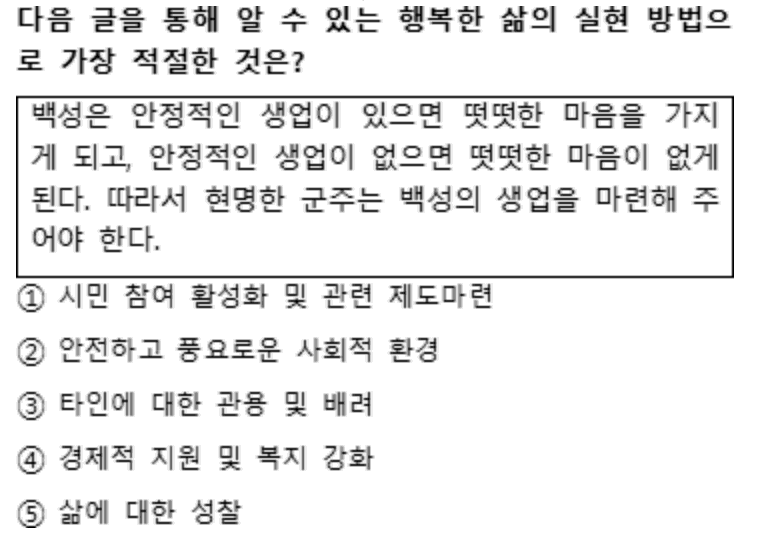 다음 글을 통해 알 수 있는 행복한 삶의 실현 방법으
로 가장 적절한 것은?
백성은 안정적인 생업이 있으면 떳떳한 마음을 가지
게 되고, 안정적인 생업이 없으면 떳떳한 마음이 없게
된다. 따라서 현명한 군주는 백성의 생업을 마련해 주
어야 한다.
① 시민 참여 활성화 및 관련 제도마련
② 안전하고 풍요로운 사회적 환경
③ 타인에 대한 관용 및 배려
④ 경제적 지원 및 복지 강화
⑤ 삶에 대한 성찰